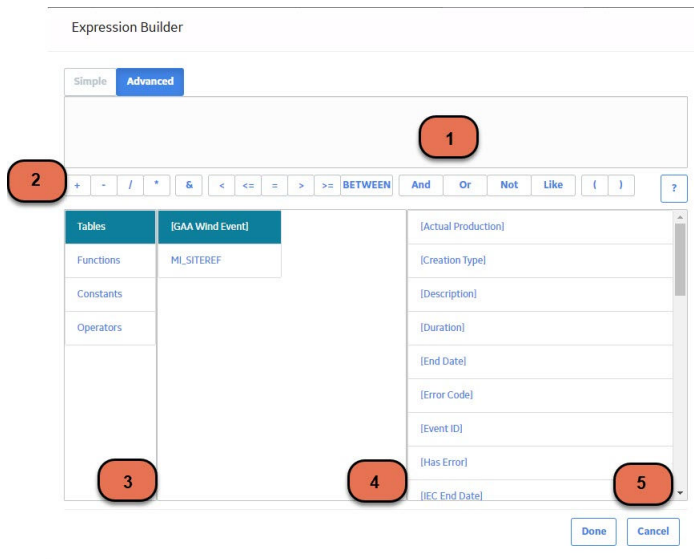 Expression Builder
Simple Advanced
1
2
+ - / * & < <= = > >= BETWEEN And Or Not Like ( ) ?
Tables [GAA Wind Event] [Actual Production]
Functions MI_SITEREF [Creation Type]
Constants [Description]
Operators [Duration]
[End Date]
[Error Code]
[Event ID]
[Has Error]
3 4 5
[IEC End Date]
Done Cancel